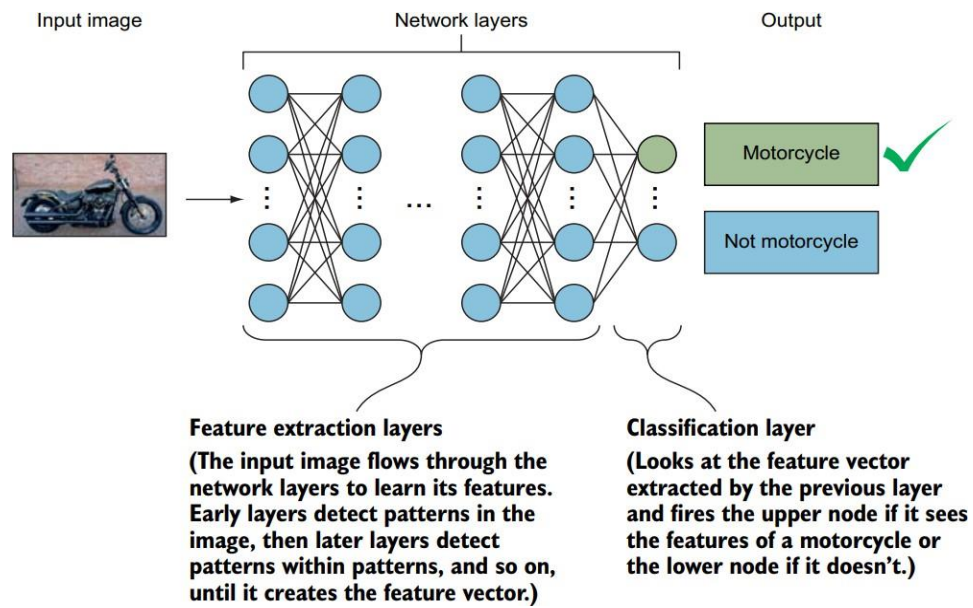 Input image
Network layers
Output
...
Motorcycle
Not motorcycle
Feature extraction layers
(The input image flows through the
network layers to learn its features.
Early layers detect patterns in the
image, then later layers detect
patterns within patterns, and so on,
until it creates the feature vector.)
Classification layer
(Looks at the feature vector
extracted by the previous layer
and fires the upper node if it sees
the features of a motorcycle or
the lower node if it doesn't.)